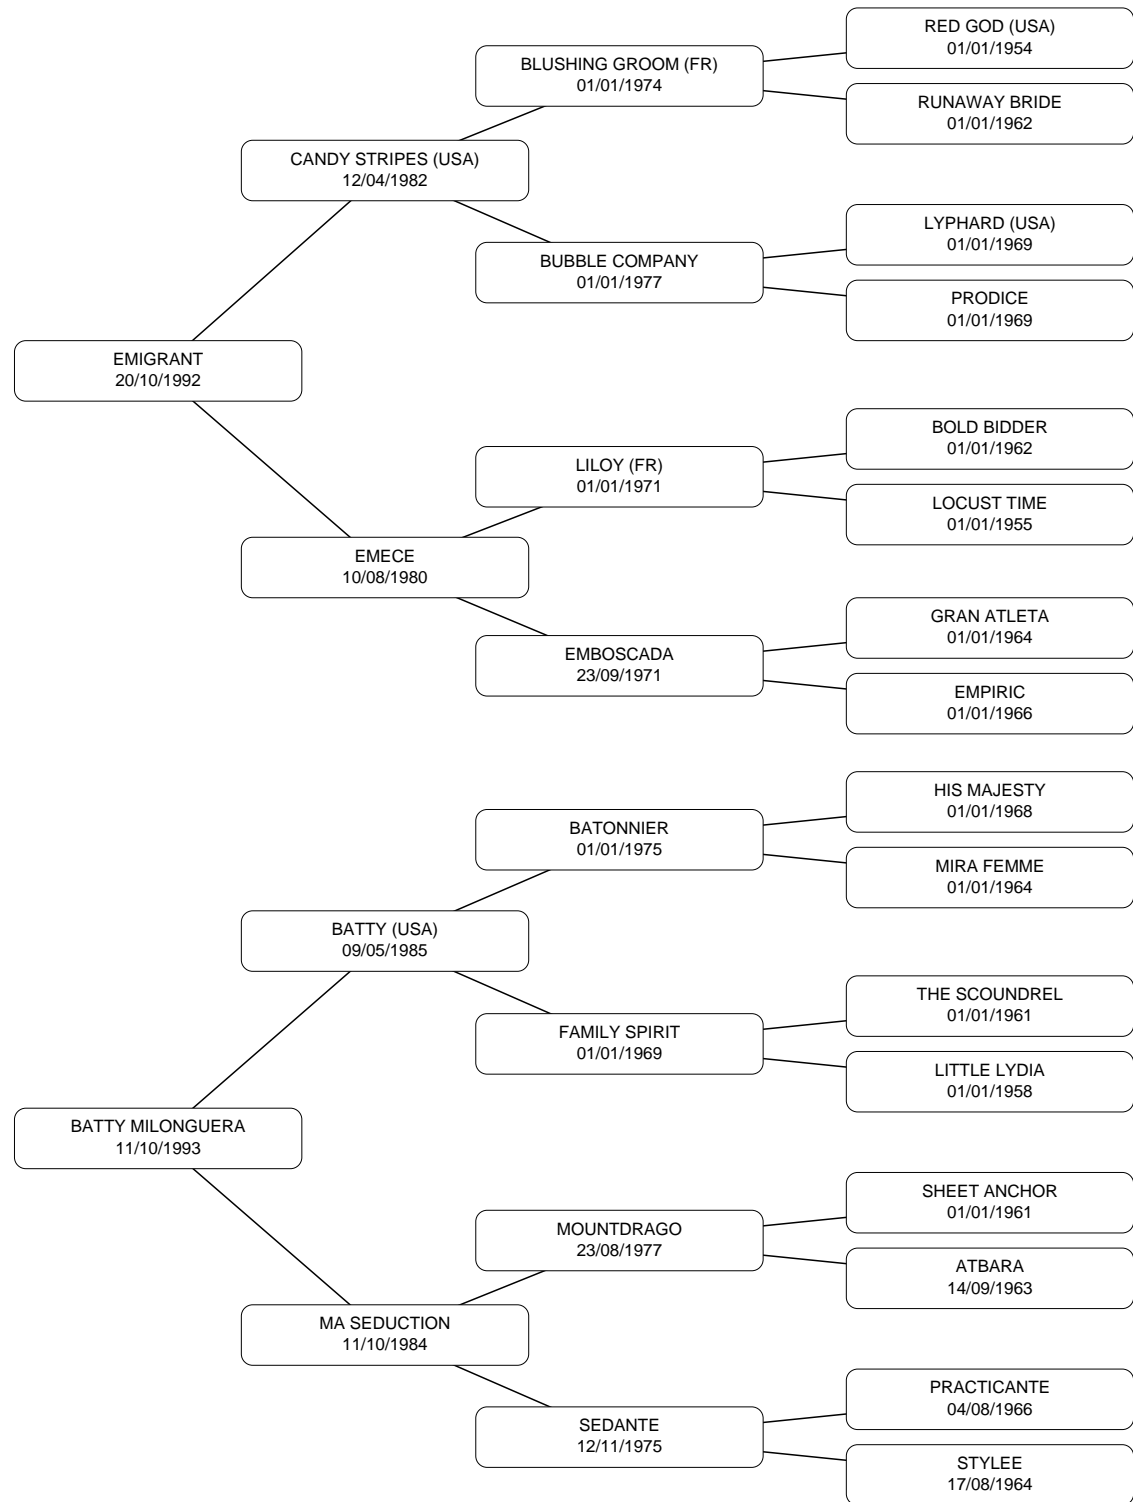 RED GOD (USA)
01/01/1954
BLUSHING GROOM (FR)
01/01/1974
RUNAWAY BRIDE
01/01/1962
CANDY STRIPES (USA)
12/04/1982
LYPHARD (USA)
01/01/1969
BUBBLE COMPANY
01/01/1977
PRODICE
01/01/1969
EMIGRANT
20/10/1992
BOLD BIDDER
01/01/1962
LILOY (FR)
01/01/1971
LOCUST TIME
01/01/1955
EMECE
10/08/1980
GRAN ATLETA
01/01/1964
EMBOSCADA
23/09/1971
EMPIRIC
01/01/1966
HIS MAJESTY
01/01/1968
BATONNIER
01/01/1975
MIRA FEMME
01/01/1964
BATTY (USA)
09/05/1985
THE SCOUNDREL
01/01/1961
FAMILY SPIRIT
01/01/1969
LITTLE LYDIA
01/01/1958
BATTY MILONGUERA
11/10/1993
SHEET ANCHOR
01/01/1961
MOUNTDRAGO
23/08/1977
ATBARA
14/09/1963
MA SEDUCTION
11/10/1984
PRACTICANTE
04/08/1966
SEDANTE
12/11/1975
STYLEE
17/08/1964